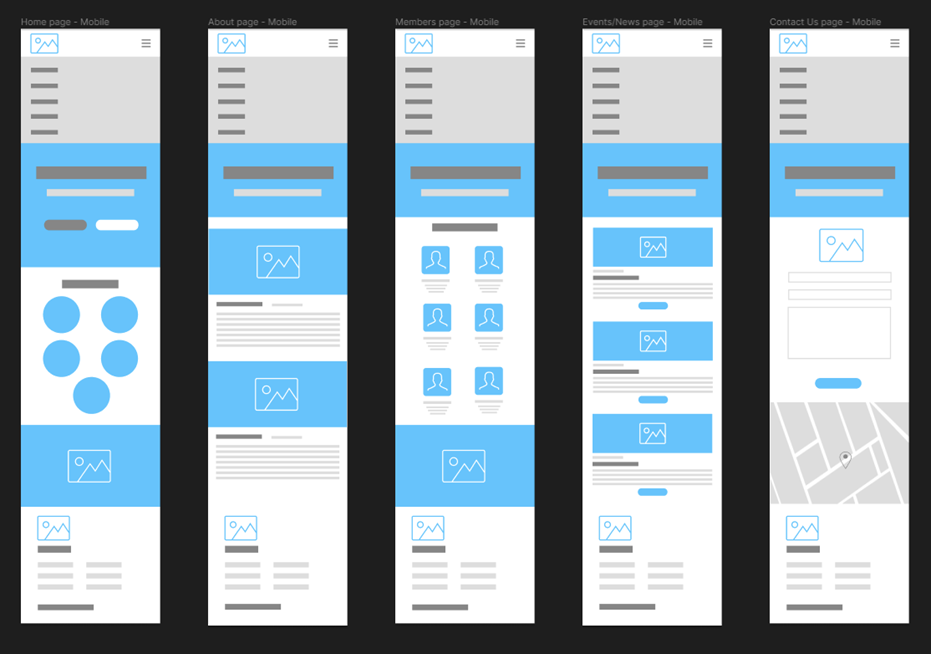 Home page - Mobile
About page - Mobile
Members page - Mobile
Events/News page - Mobile
Contact Us page - Mobile